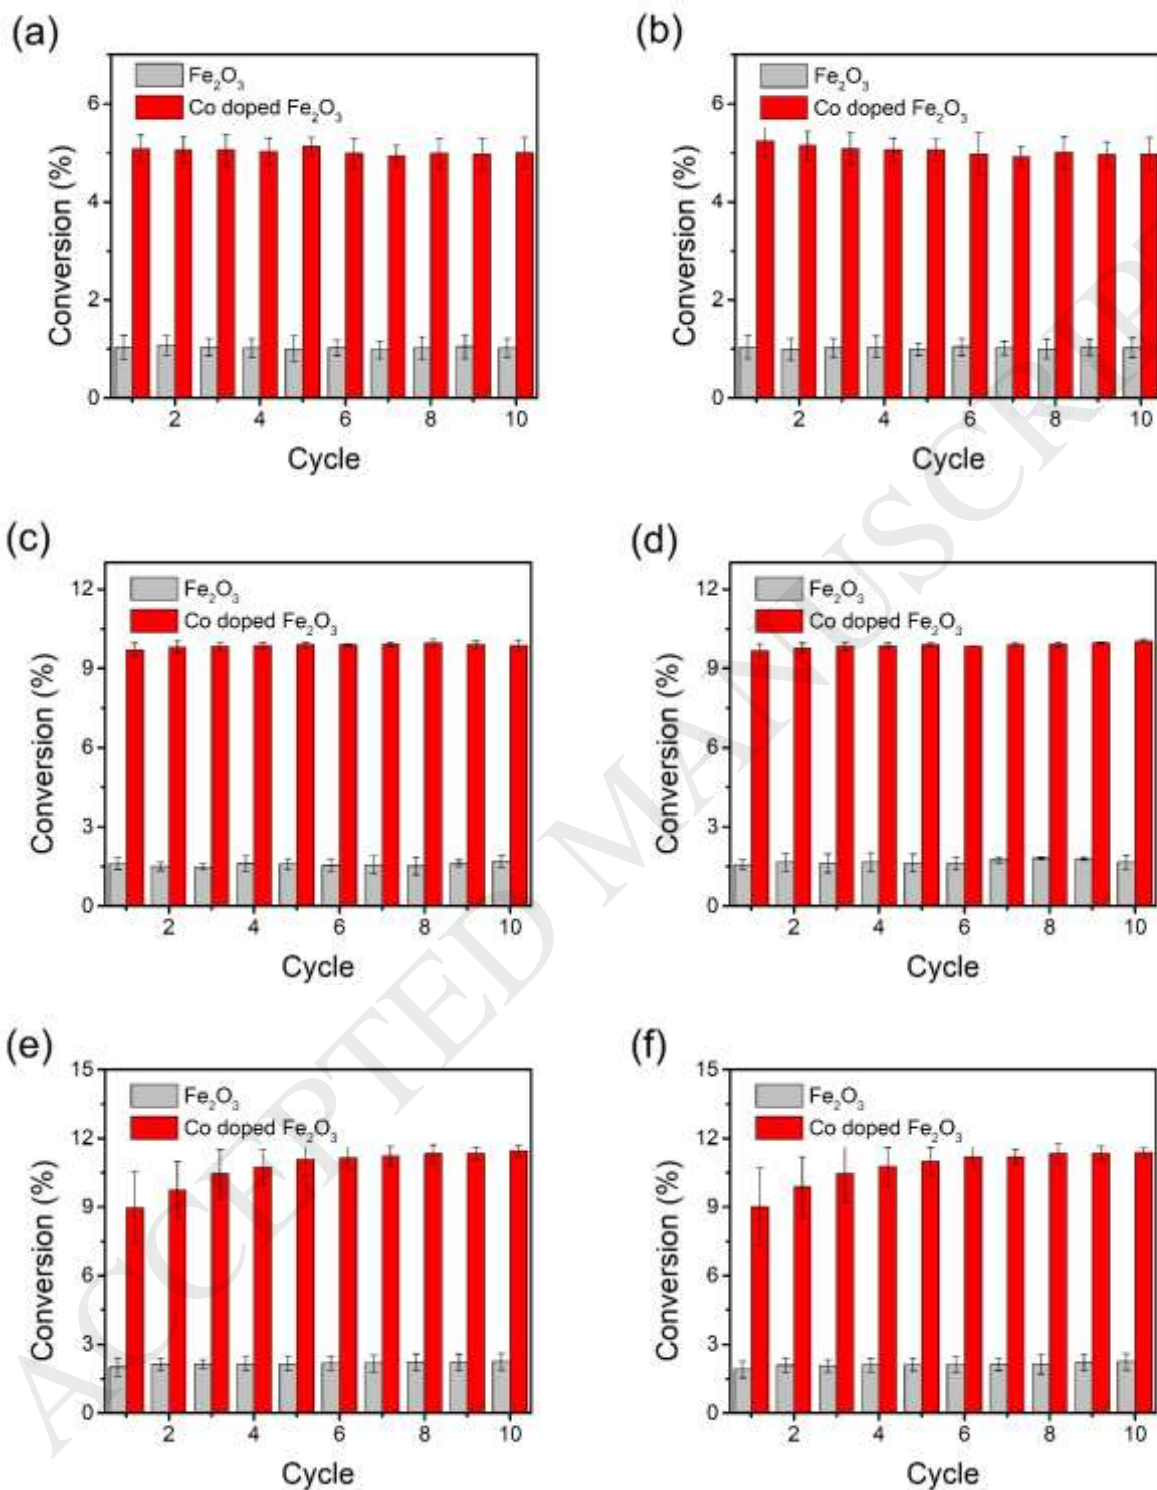 (a)
Fe₂O₃
Co doped Fe₂O₃
6
4
2
0
Conversion (%)
2 4 6 8 10
Cycle
(b)
Fe₂O₃
Co doped Fe₂O₃
6
4
2
0
Conversion (%)
2 4 6 8 10
Cycle
(c)
Fe₂O₃
Co doped Fe₂O₃
12
9
6
3
0
Conversion (%)
2 4 6 8 10
Cycle
(d)
Fe₂O₃
Co doped Fe₂O₃
12
9
6
3
0
Conversion (%)
2 4 6 8 10
Cycle
(e)
Fe₂O₃
Co doped Fe₂O₃
15
12
9
6
3
0
Conversion (%)
2 4 6 8 10
Cycle
(f)
Fe₂O₃
Co doped Fe₂O₃
15
12
9
6
3
0
Conversion (%)
2 4 6 8 10
Cycle
ACCEPTED MANUSCRIPT